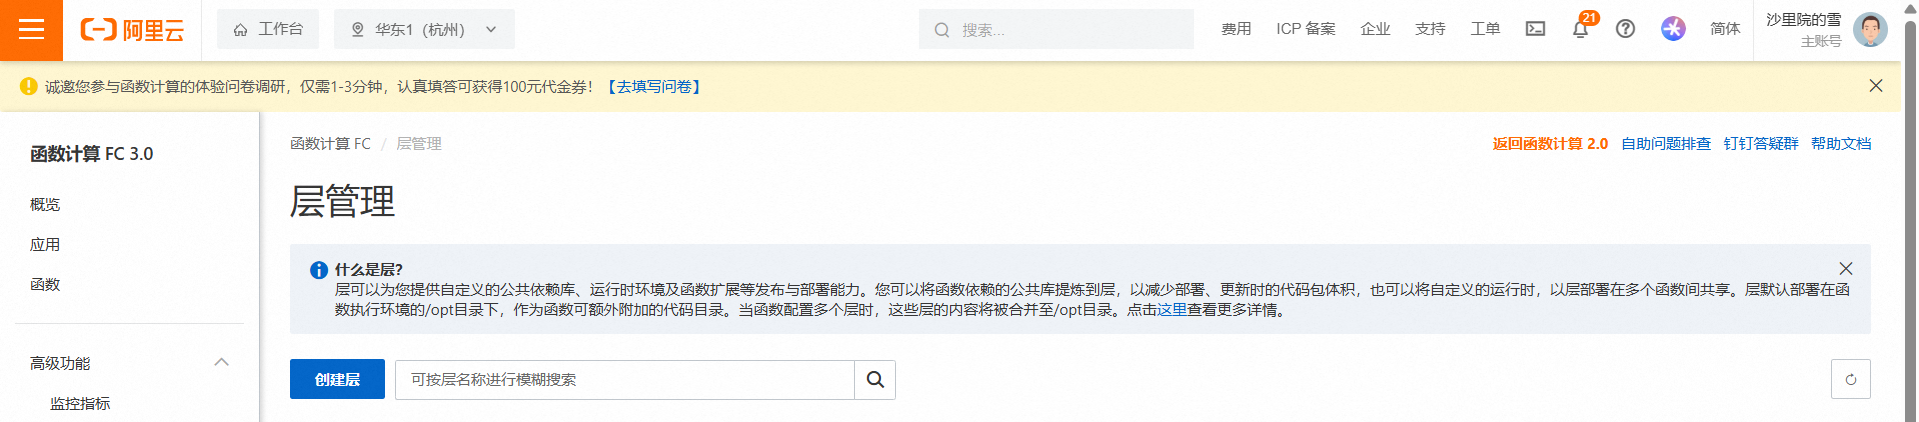 阿里云
工作台
华东1（杭州）
搜索...
费用
ICP 备案
企业
支持
工单
21
简体
沙里院的雪
主账号
诚邀您参与函数计算的体验问卷调研，仅需1-3分钟，认真填答可获得100元代金券！【去填写问卷】
函数计算 FC 3.0
概览
应用
函数
高级功能
监控指标
函数计算 FC / 层管理
返回函数计算 2.0
自助问题排查
钉钉答疑群
帮助文档
层管理
什么是层?
层可以为您提供自定义的公共依赖库、运行时环境及函数扩展等发布与部署能力。您可以将函数依赖的公共库提炼到层，以减少部署、更新时的代码包体积，也可以将自定义的运行时，以层部署在多个函数间共享。层默认部署在函
数执行环境的/opt目录下，作为函数可额外附加的代码目录。当函数配置多个层时，这些层的内容将被合并至/opt目录。点击这里查看更多详情。
创建层
可按层名称进行模糊搜索